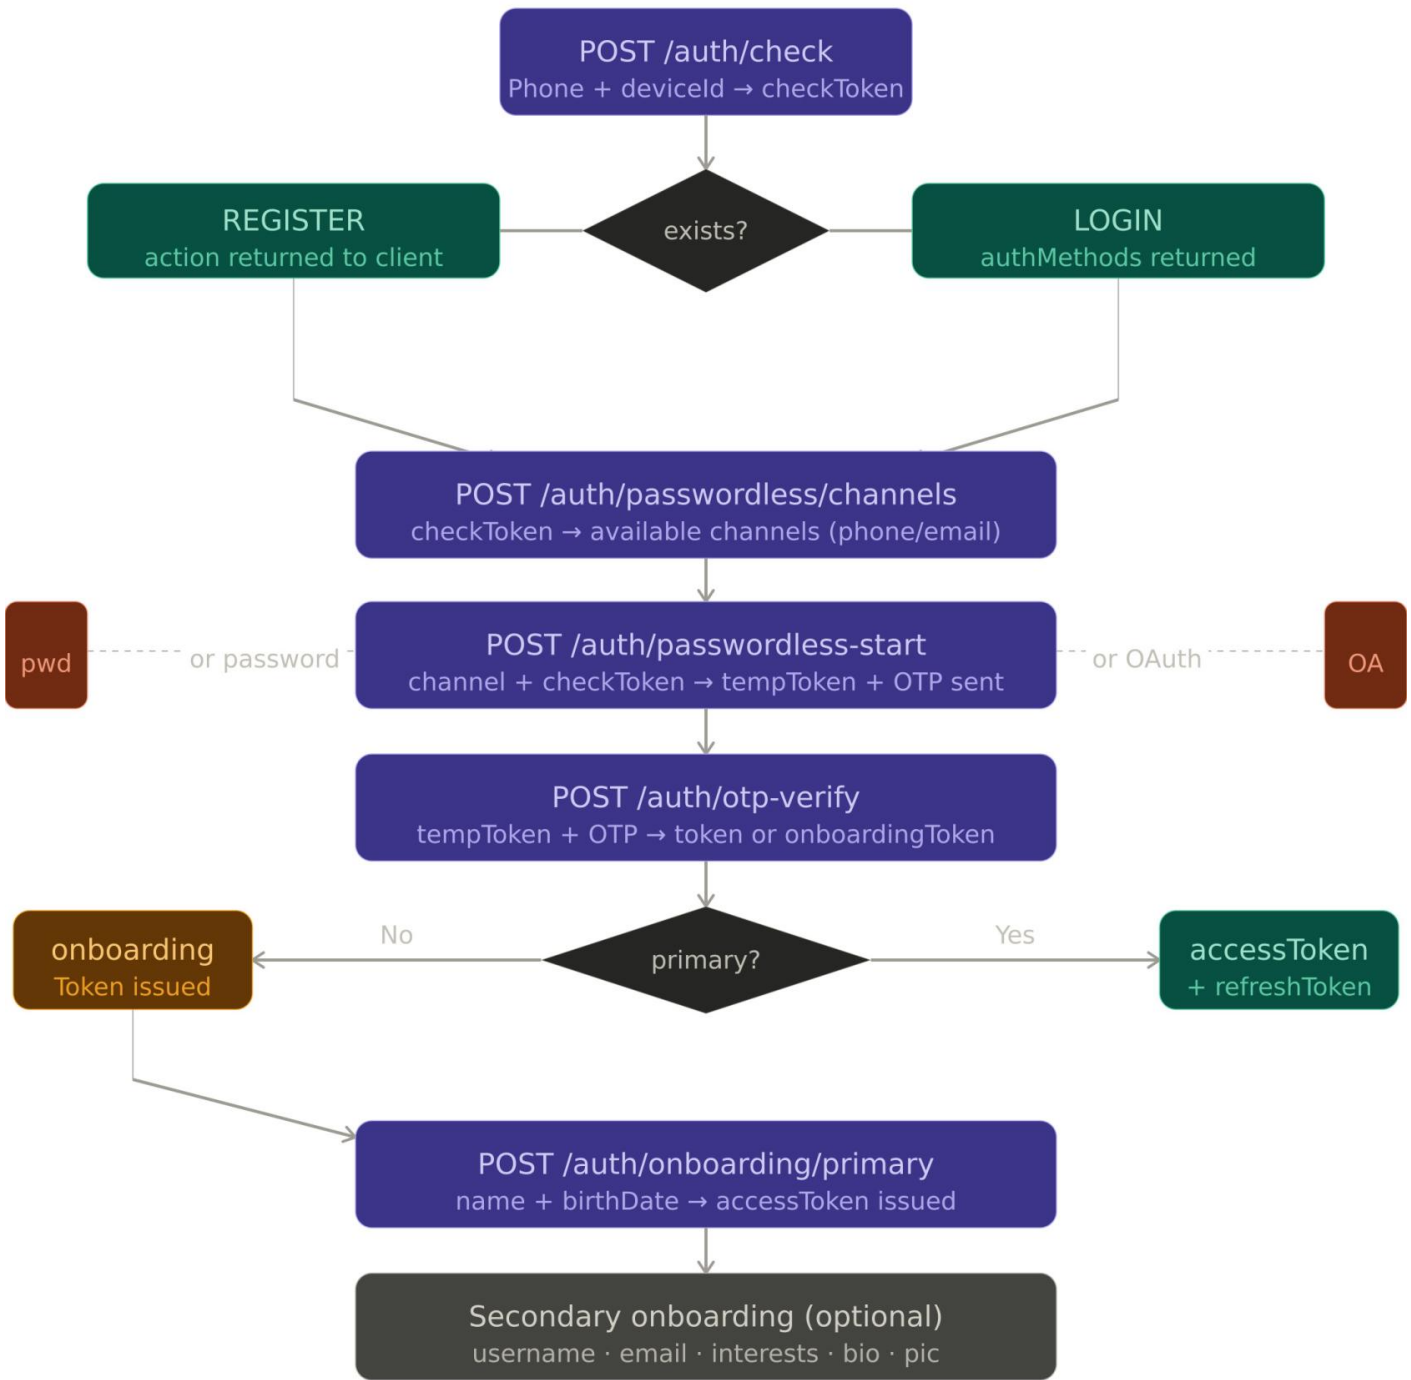 POST /auth/check
Phone + deviceId → checkToken
REGISTER
action returned to client
exists?
LOGIN
authMethods returned
POST /auth/passwordless/channels
checkToken → available channels (phone/email)
pwd
or password
POST /auth/passwordless-start
channel + checkToken → tempToken + OTP sent
or OAuth
OA
POST /auth/otp-verify
tempToken + OTP → token or onboardingToken
onboarding
Token issued
No
primary?
Yes
accessToken
+ refreshToken
POST /auth/onboarding/primary
name + birthDate → accessToken issued
Secondary onboarding (optional)
username · email · interests · bio · pic